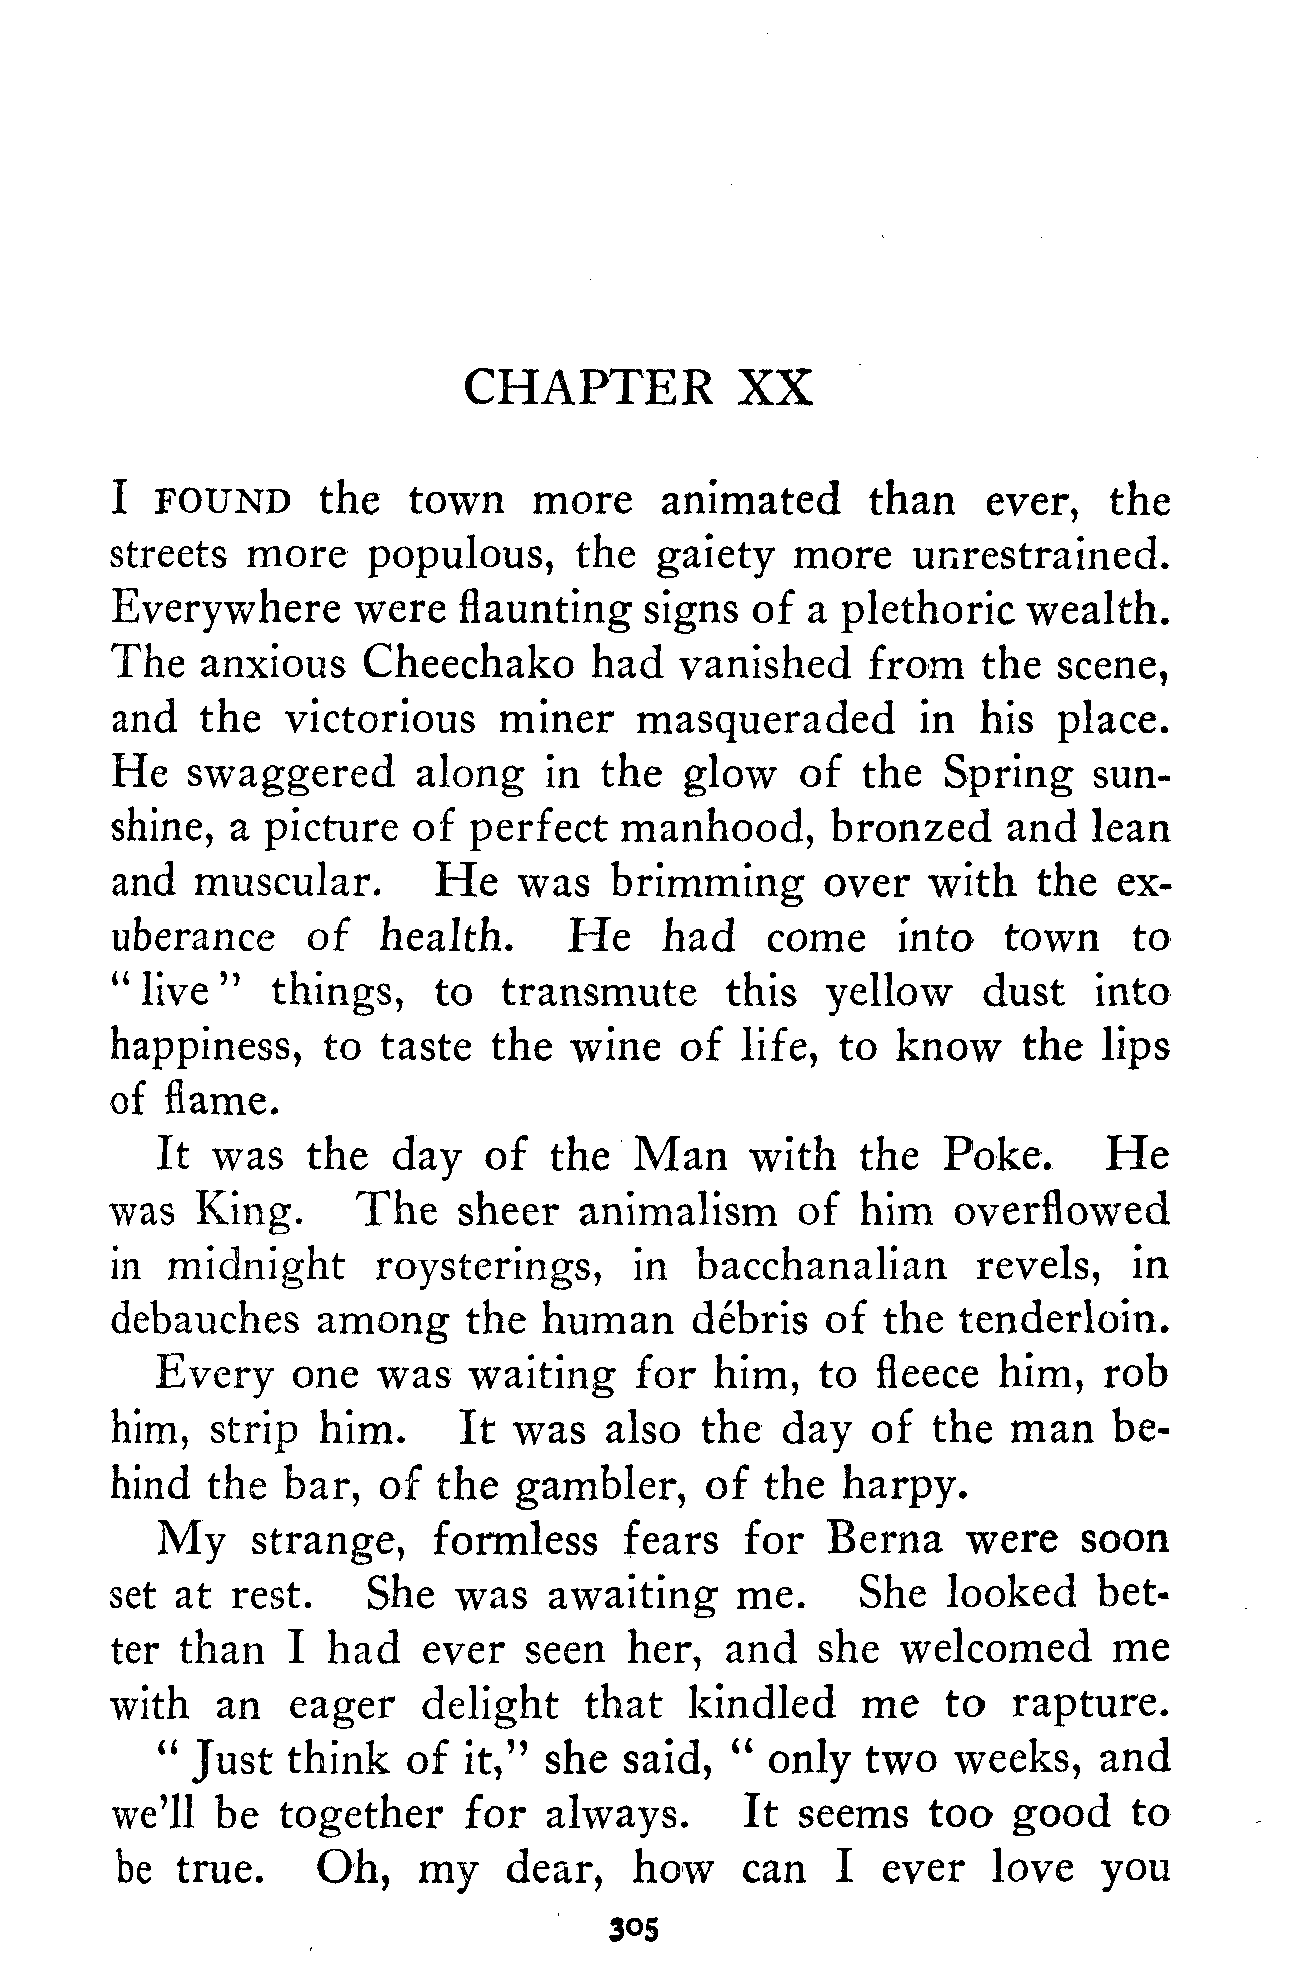 CHAPTER XX
I FOUND the town more animated than ever, the
streets more populous, the gaiety more unrestrained.
Everywhere were flaunting signs of a plethoric wealth.
The anxious Cheechako had vanished from the scene,
and the victorious miner masqueraded in his place.
He swaggered along in the glow of the Spring sun-
shine, a picture of perfect manhood, bronzed and lean
and muscular. He was brimming over with the ex-
uberance of health. He had come into town to
“ live ” things, to transmute this yellow dust into
happiness, to taste the wine of life, to know the lips
of flame.
It was the day of the Man with the Poke. He
was King. The sheer animalism of him overflowed
in midnight roysterings, in bacchanalian revels, in
debauches among the human débris of the tenderloin.
Every one was waiting for him, to fleece him, rob
him, strip him. It was also the day of the man be-
hind the bar, of the gambler, of the harpy.
My strange, formless fears for Berna were soon
set at rest. She was awaiting me. She looked bet-
ter than I had ever seen her, and she welcomed me
with an eager delight that kindled me to rapture.
“ Just think of it,” she said, “ only two weeks, and
we’ll be together for always. It seems too good to
be true. Oh, my dear, how can I ever love you
305